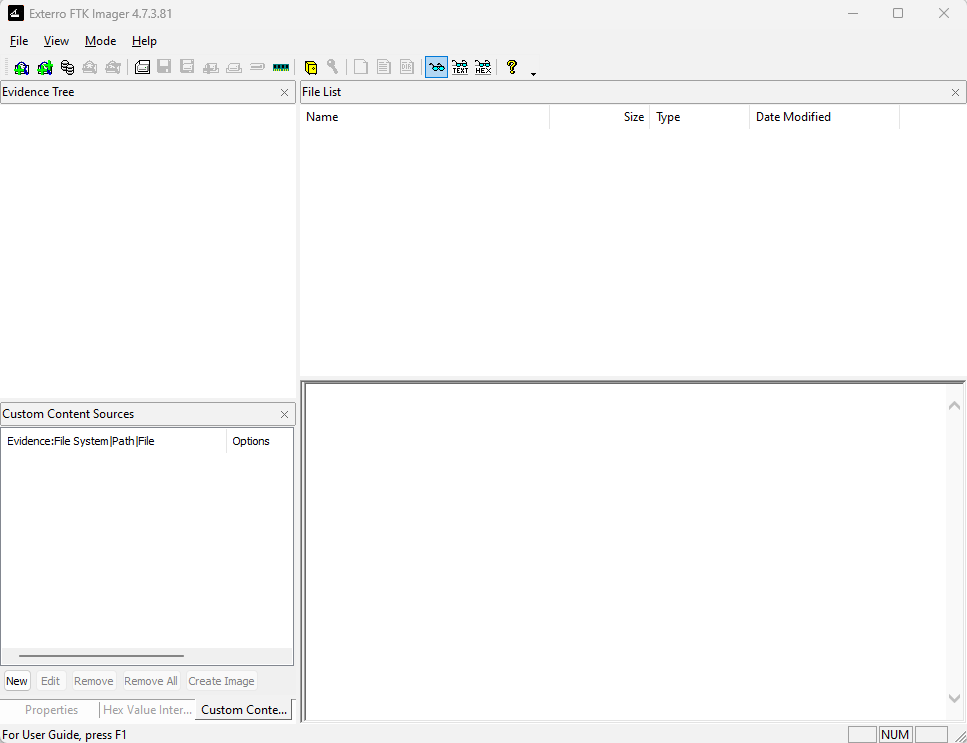 Exterro FTK Imager 4.7.3.81
File View Mode Help
TEXT HEX
Evidence Tree
File List
Name Size Type Date Modified
Custom Content Sources
Evidence:File System|Path|File Options
New Edit Remove Remove All Create Image
Properties Hex Value Inter... Custom Conte...
For User Guide, press F1
NUM